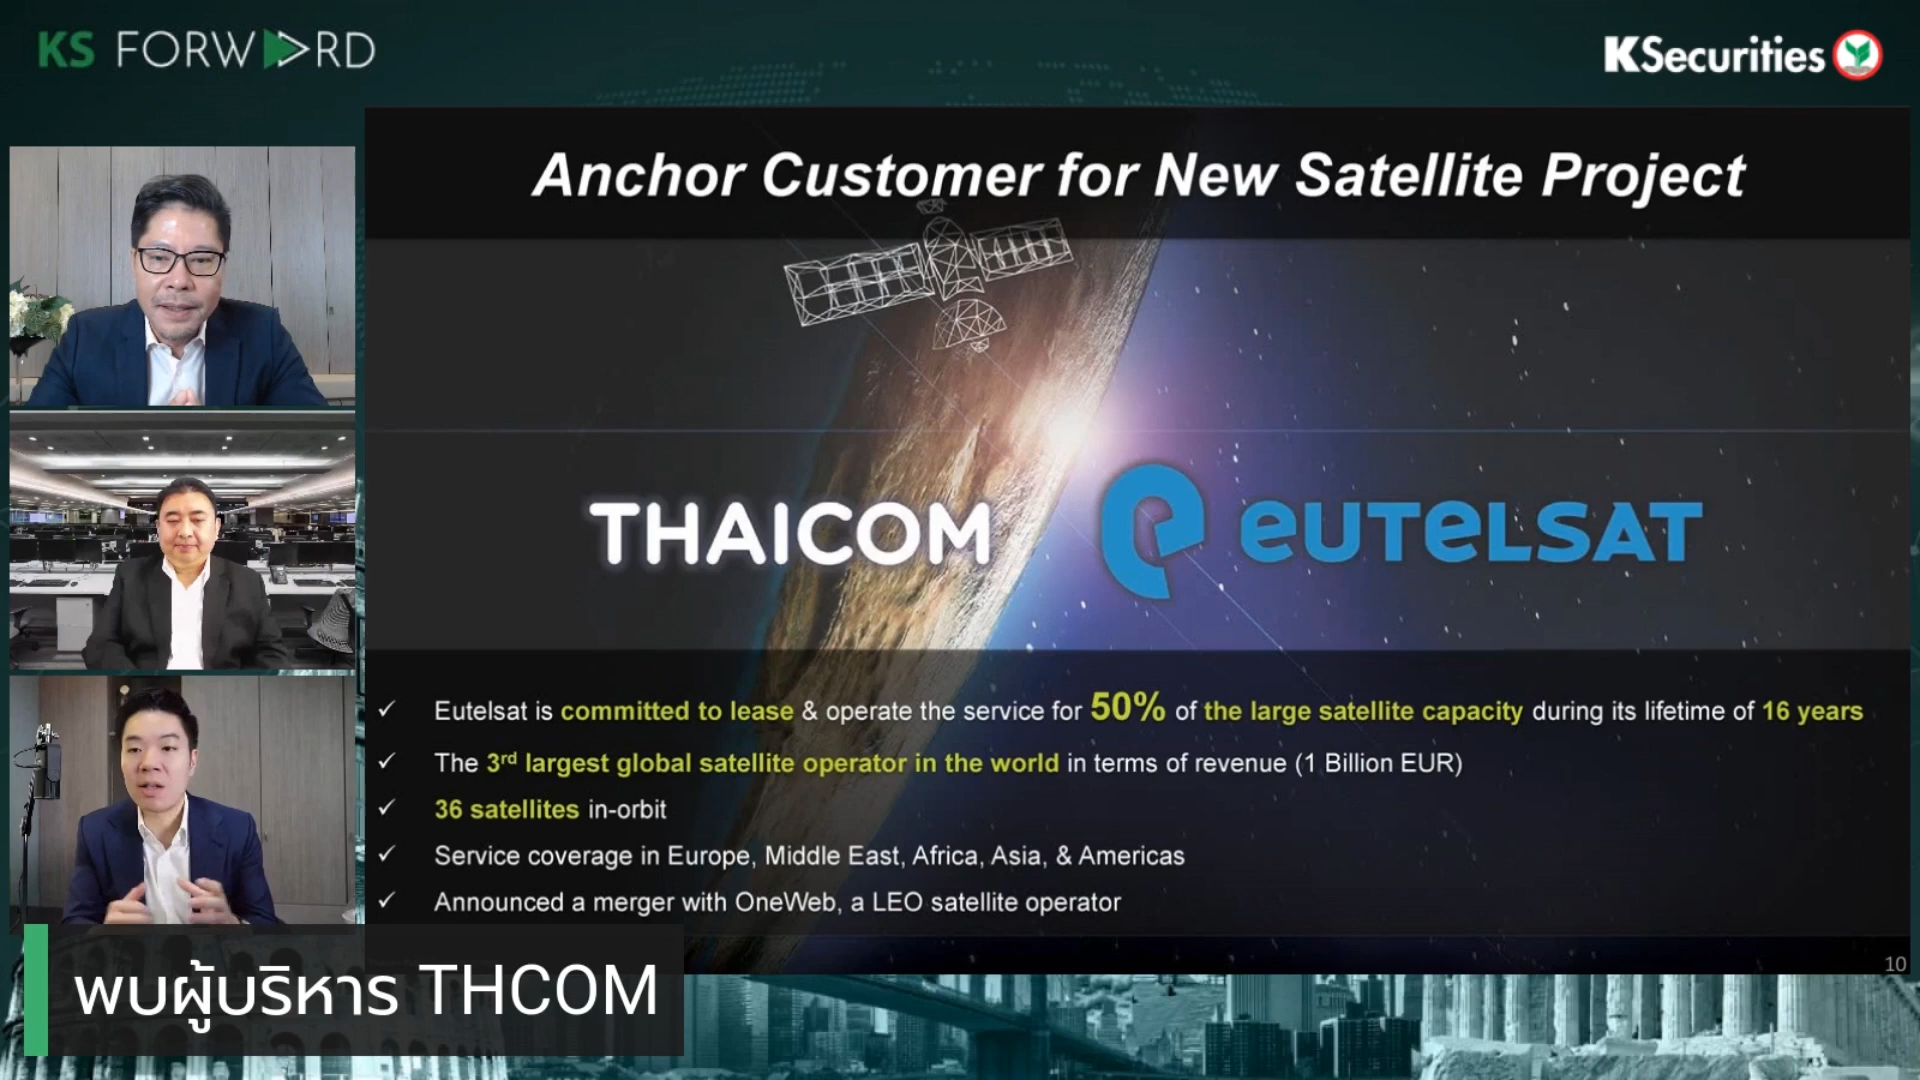 KS FORWARD
KSecurities
Anchor Customer for New Satellite Project
THAICOM
eutelsat
✓ Eutelsat is committed to lease & operate the service for 50% of the large satellite capacity during its lifetime of 16 years
✓ The 3rd largest global satellite operator in the world in terms of revenue (1 Billion EUR)
✓ 36 satellites in-orbit
✓ Service coverage in Europe, Middle East, Africa, Asia, & Americas
✓ Announced a merger with OneWeb, a LEO satellite operator
10
พบผู้บริหาร THCOM